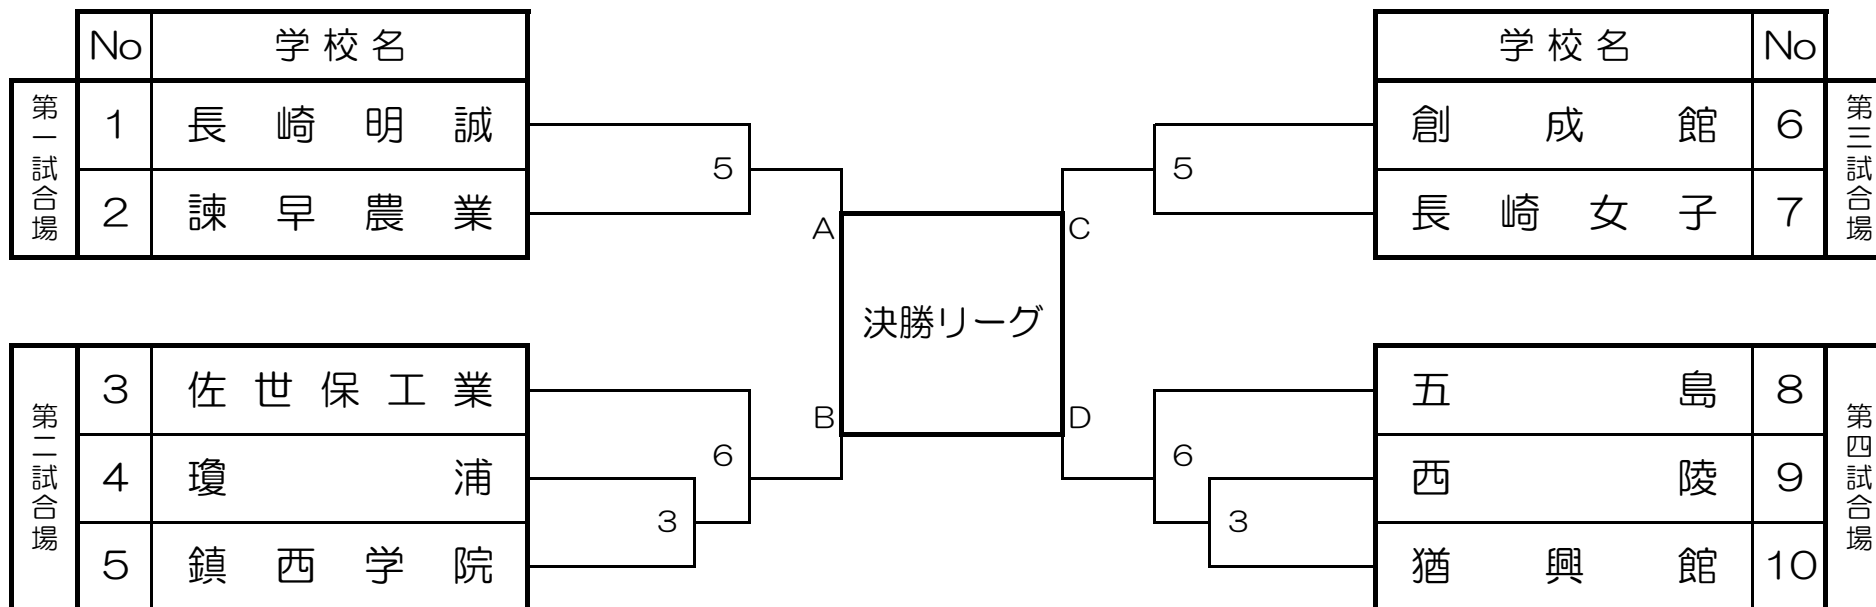 No 学校名
第一試合場
1 長崎明誠
2 諫早農業
5
第二試合場
3 佐世保工業
4 瓊浦
5 鎮西学院
6
3
A
B
決勝リーグ
C
D
学校名 No
創成館 6
長崎女子 7
第三試合場
5
五島 8
西陵 9
猶興館 10
第四試合場
6
3